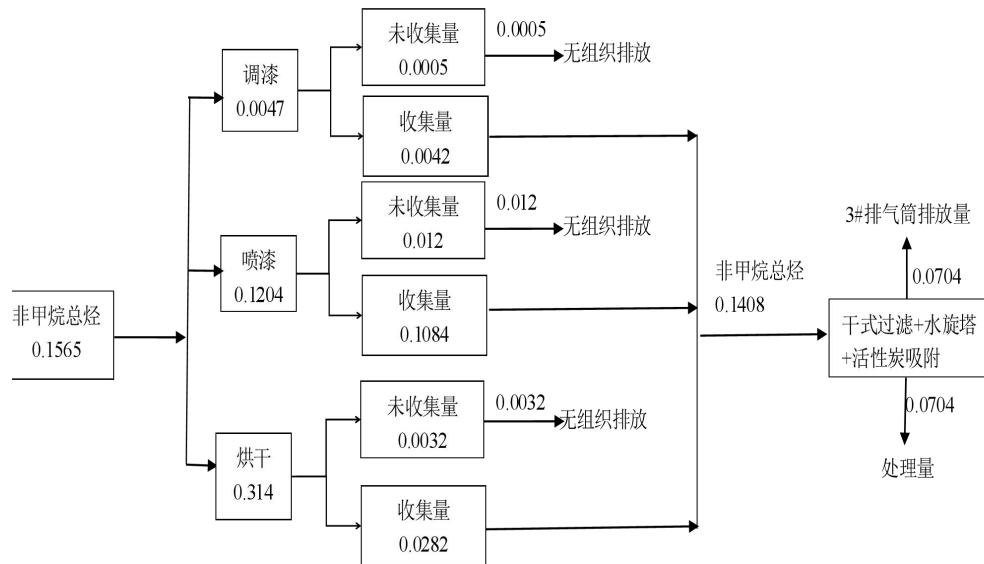 非甲烷总烃
0.1565
调漆
0.0047
未收集量
0.0005
0.0005
无组织排放
收集量
0.0042
喷漆
0.1204
未收集量
0.012
0.012
无组织排放
收集量
0.1084
烘干
0.314
未收集量
0.0032
0.0032
无组织排放
收集量
0.0282
非甲烷总烃
0.1408
3#排气筒排放量
0.0704
干式过滤+水旋塔
+活性炭吸附
0.0704
处理量